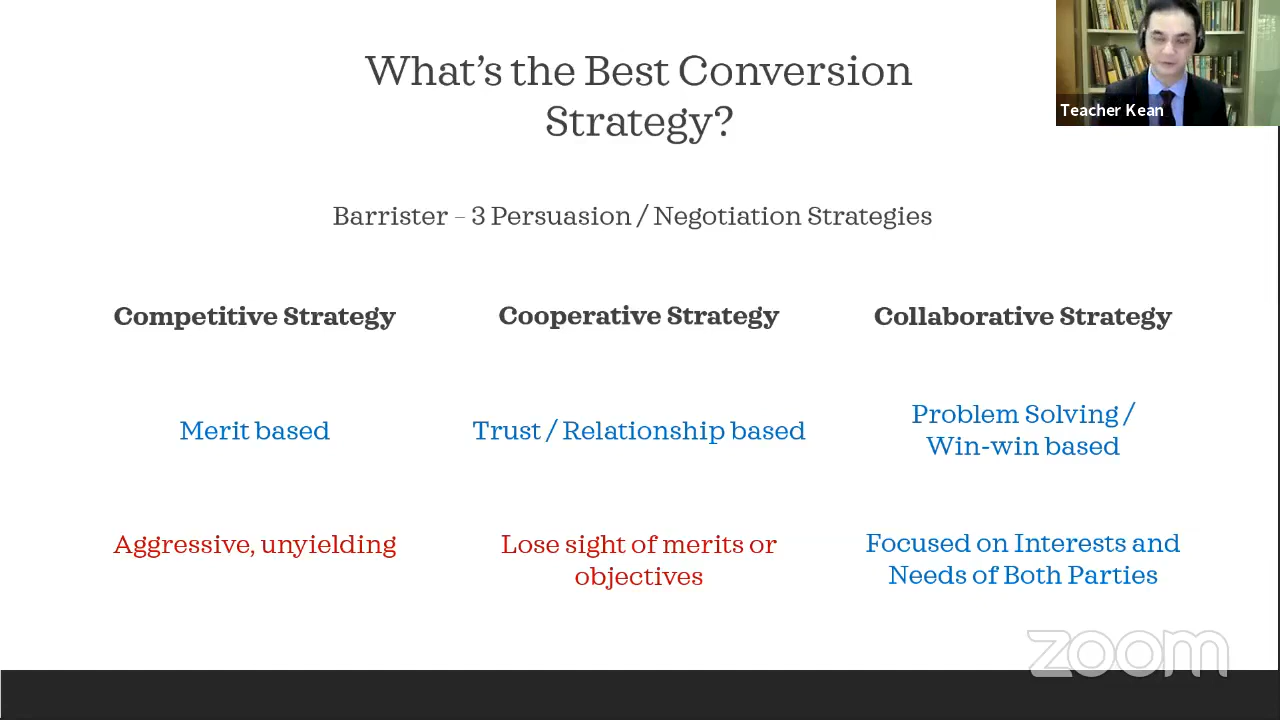 What's the Best Conversion
Strategy?
Teacher Kean
Barrister – 3 Persuasion / Negotiation Strategies
Competitive Strategy
Cooperative Strategy
Collaborative Strategy
Merit based
Trust / Relationship based
Problem Solving /
Win-win based
Aggressive, unyielding
Lose sight of merits or
objectives
Focused on Interests and
Needs of Both Parties
zoom